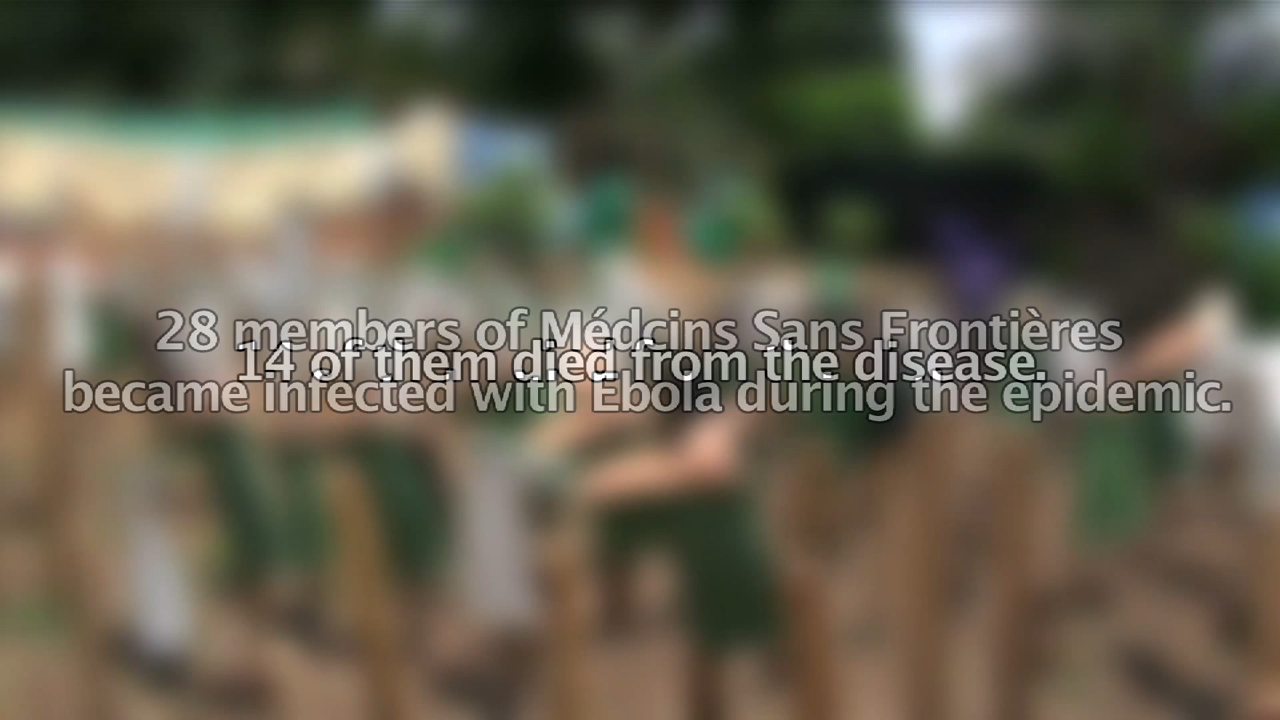 28 members of Médcins Sans Frontières
14 of them died from the disease.
became infected with Ebola during the epidemic.